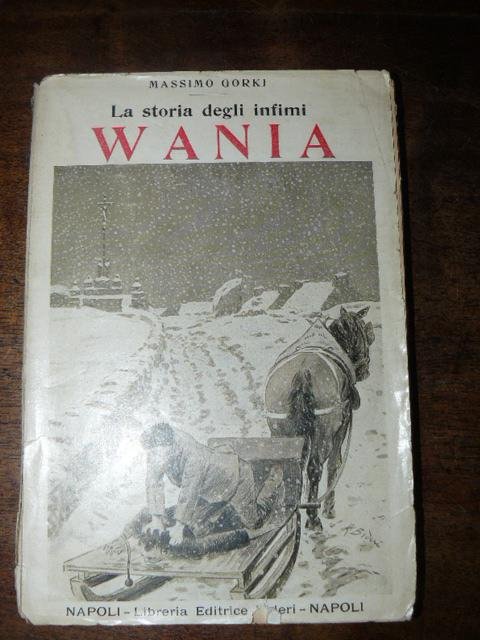 MASSIMO GORKI
La storia degli infimi
WANIA
NAPOLI - Libreria Editrice - NAPOLI